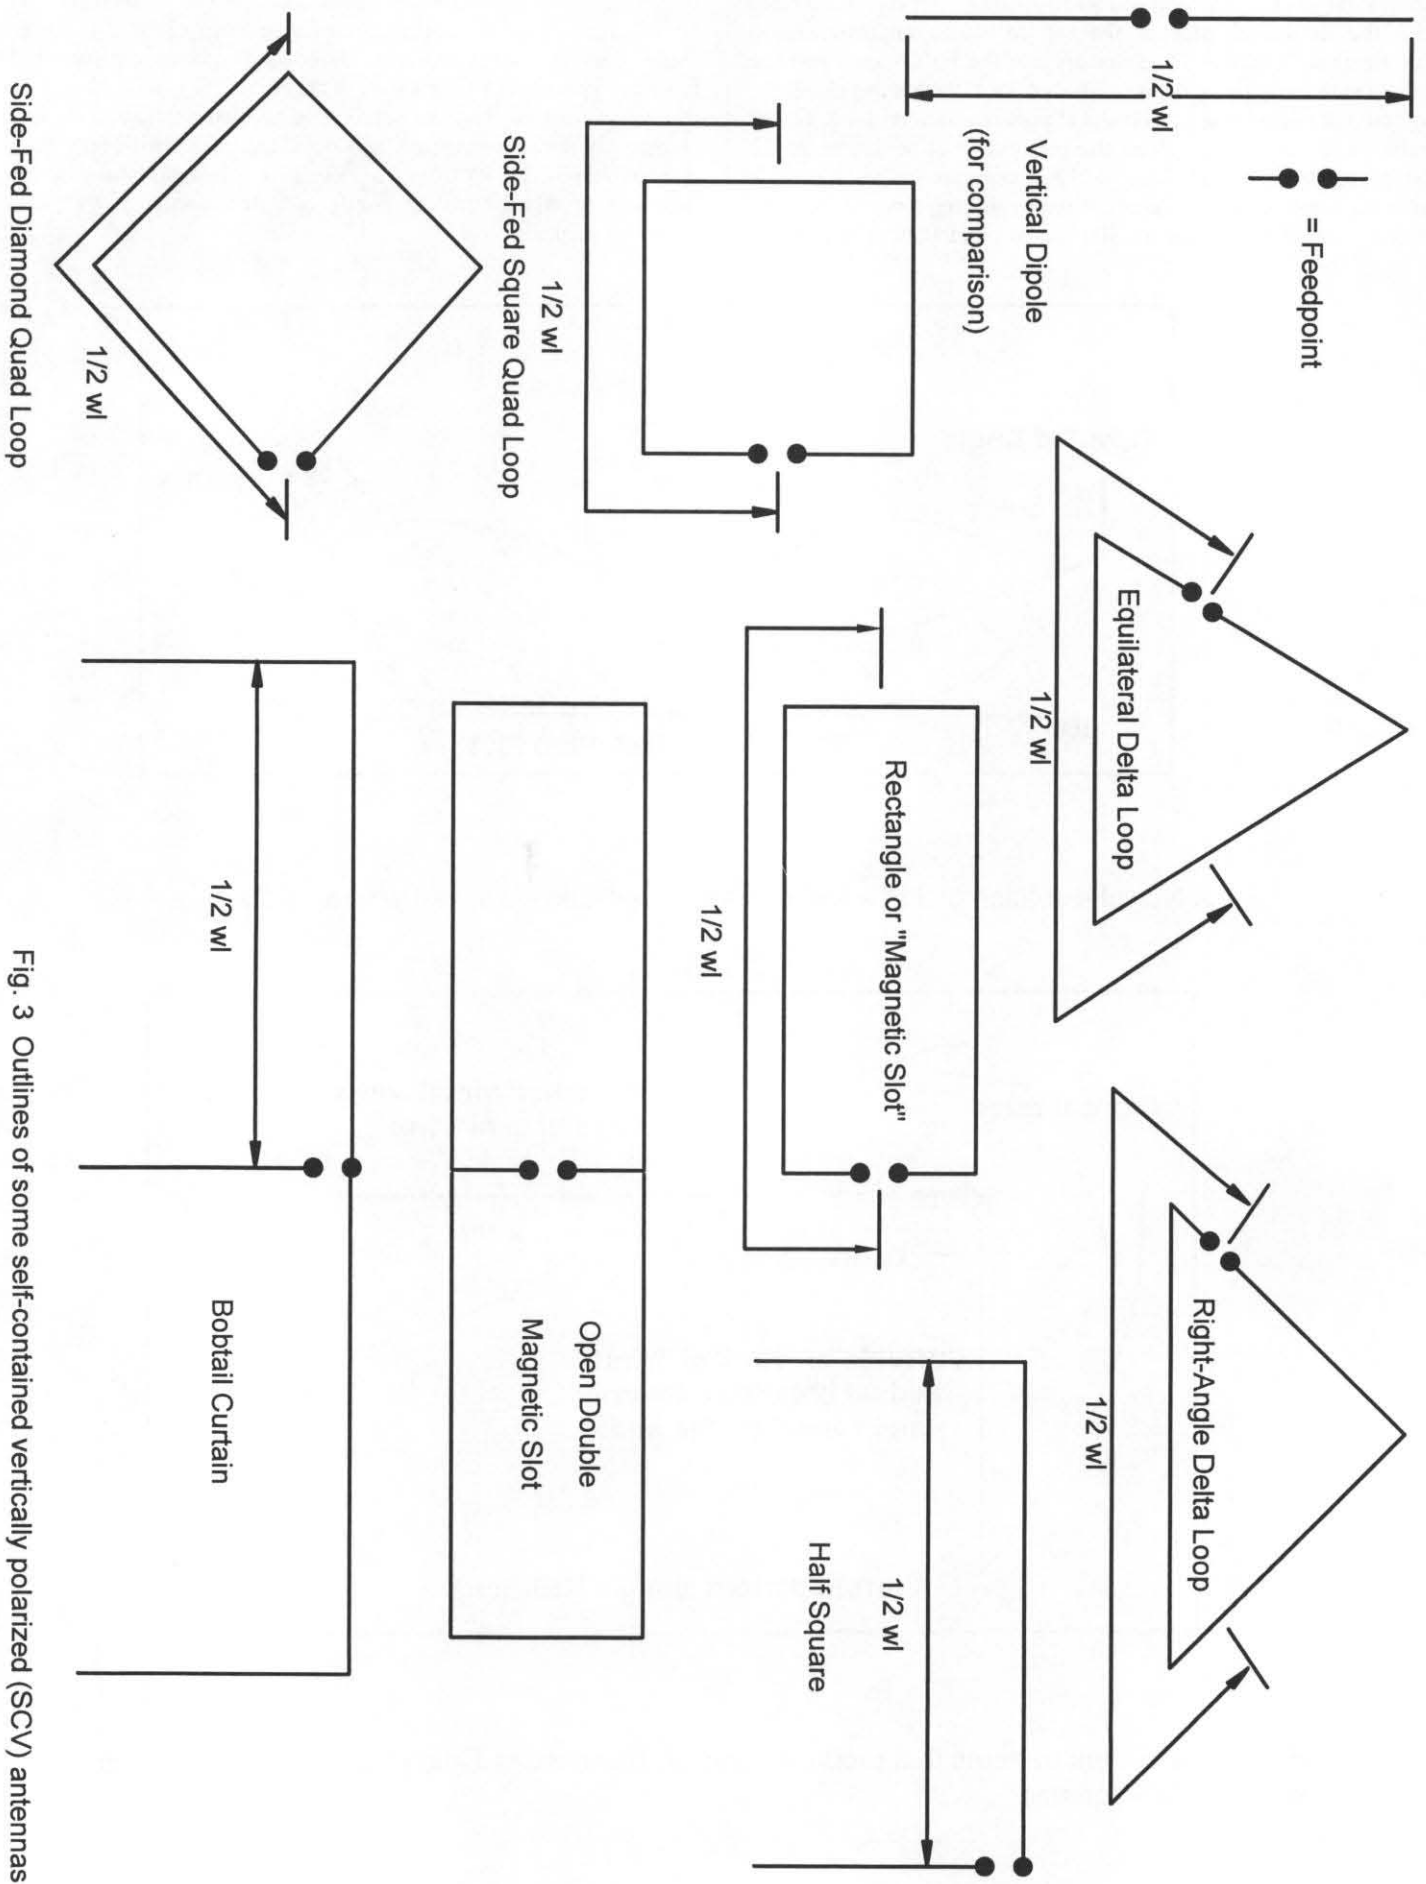 1/2 wl
= Feedpoint
Vertical Dipole
(for comparison)
Equilateral Delta Loop
1/2 wl
Right-Angle Delta Loop
1/2 wl
1/2 wl
Side-Fed Square Quad Loop
Rectangle or "Magnetic Slot"
1/2 wl
1/2 wl
Half Square
1/2 wl
Side-Fed Diamond Quad Loop
Open Double
Magnetic Slot
1/2 wl
Bobtail Curtain
Fig. 3 Outlines of some self-contained vertically polarized (SCV) antennas